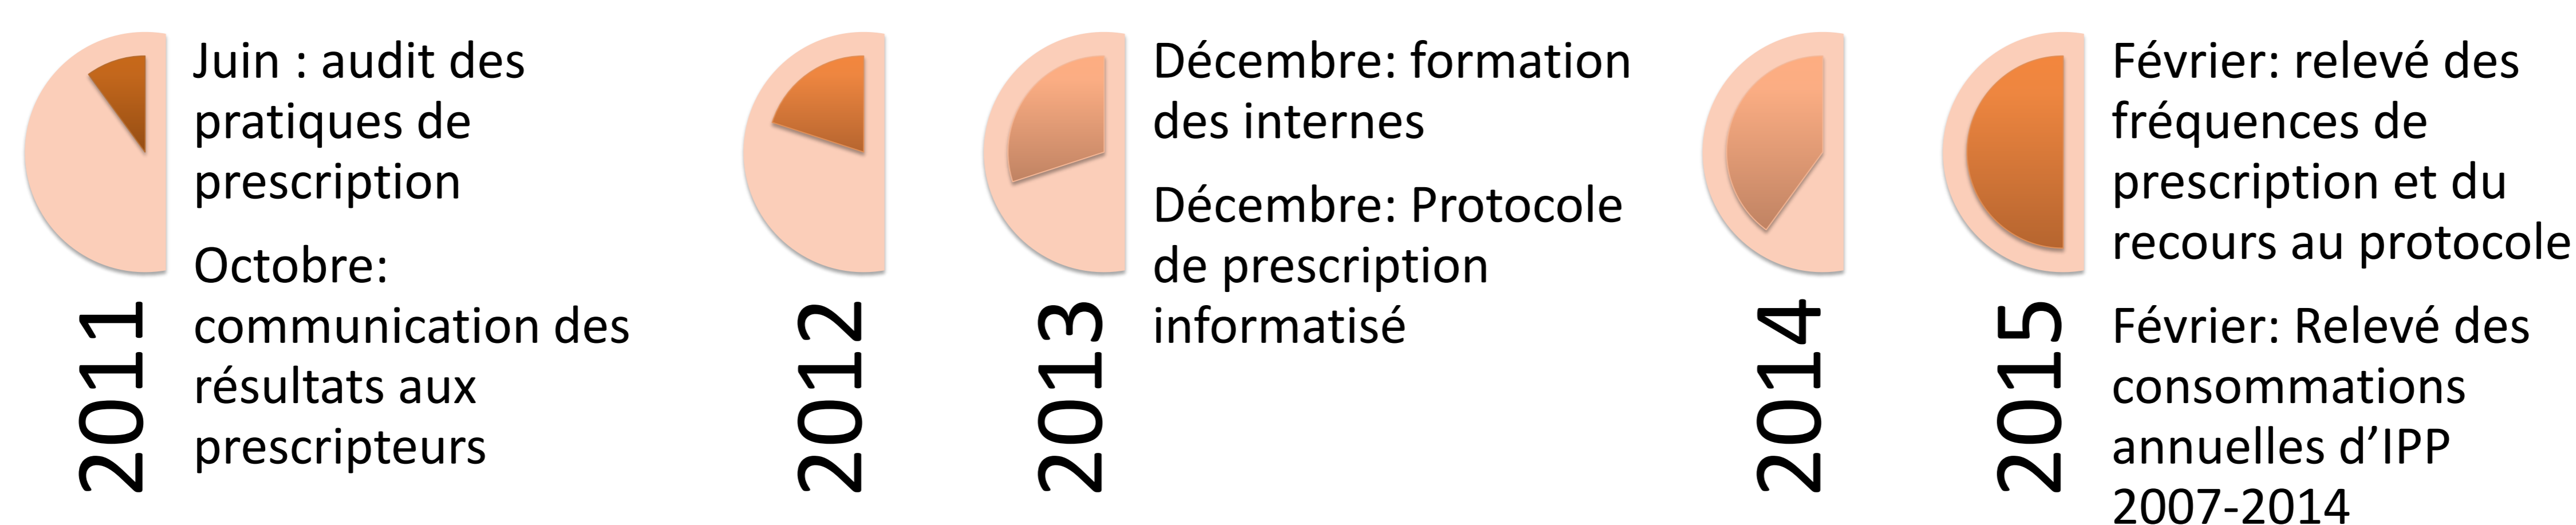 2011
Juin : audit des
pratiques de
prescription
Octobre:
communication des
résultats aux
prescripteurs
2012
2013
Décembre: formation
des internes
Décembre: Protocole
de prescription
informatisé
2014
2015
Février: relevé des
fréquences de
prescription et du
recours au protocole
Février: Relevé des
consommations
annuelles d’IPP
2007-2014